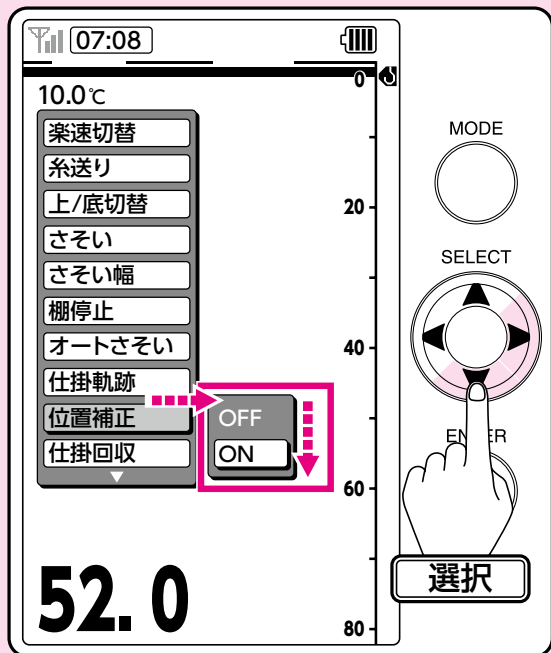 07:08
0
10.0℃
楽速切替
糸送り
上/底切替
さそい
さそい幅
棚停止
オートさそい
仕掛軌跡
位置補正
仕掛回収
OFF
ON
20
40
60
80
52.0
MODE
SELECT
選択